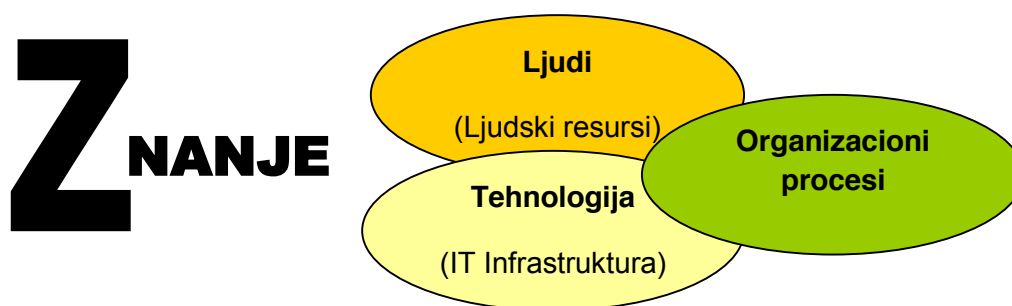 ZNANJE
Ljudi
(Ljudski resursi)
Organizacioni
procesi
Tehnologija
(IT Infrastruktura)